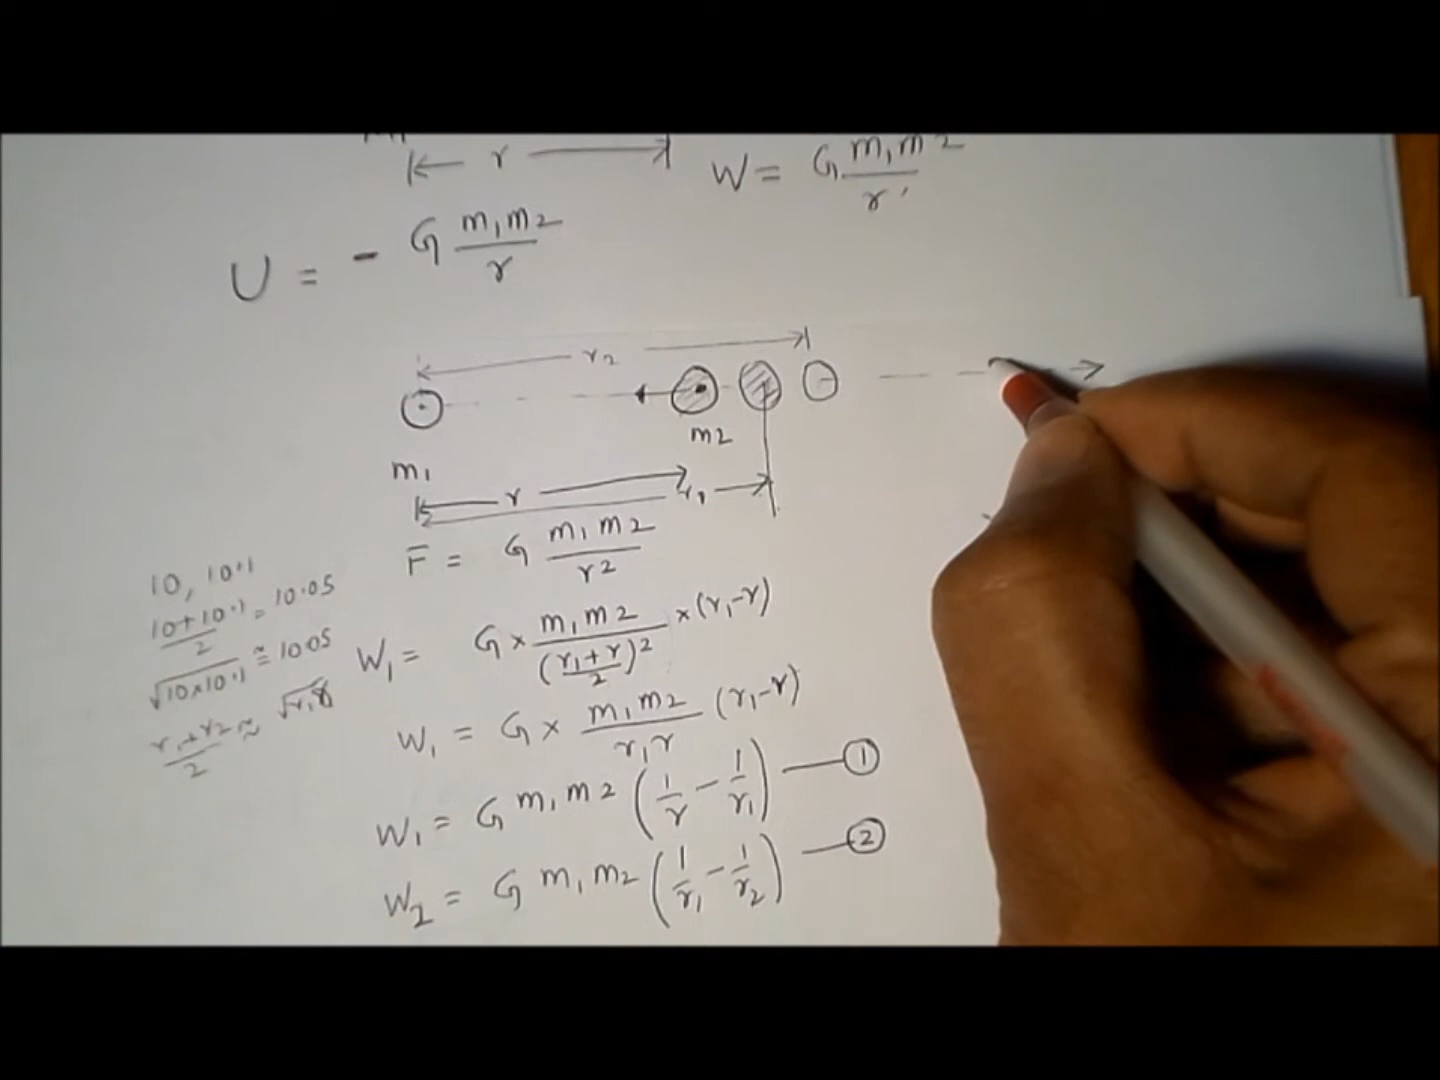 r
W = G m₁m₂/r
U = - G m₁m₂/r
r₂
m₂
m₁
r
r₁
F = G m₁m₂/r²
10, 10.1
(10+10.1)/2 = 10.05
√(10×10.1) ≅ 10.05
(r₁+r₂)/2 ≈
W₁ = G × m₁m₂/((r₁+r)/2)² × (r₁-r)
W₁ = G × m₁m₂/(r₁r) (r₁-r)
W₁ = G m₁m₂ (1/r - 1/r₁) — ①
W₂ = G m₁m₂ (1/r₁ - 1/r₂) — ②